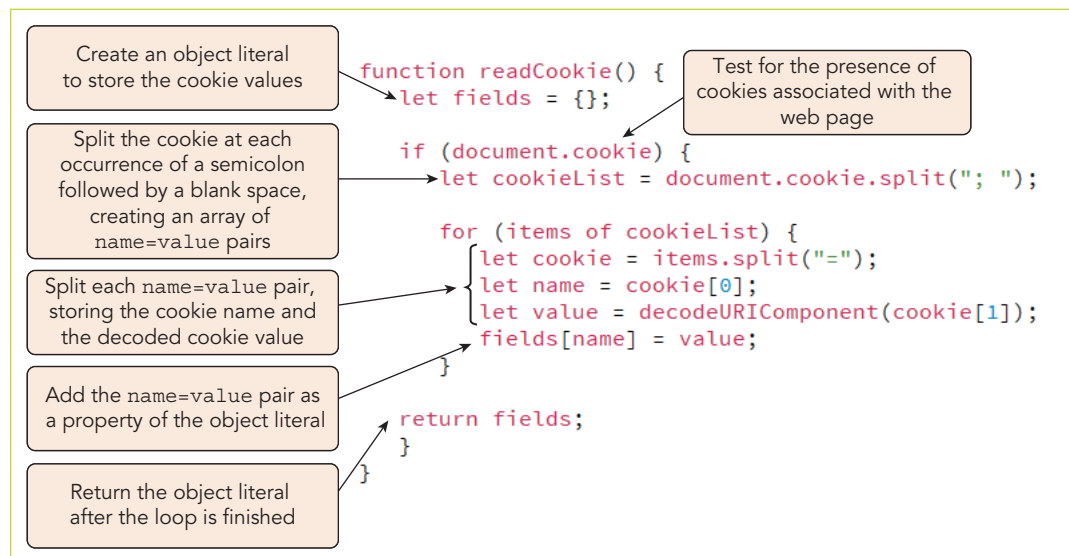 Create an object literal
to store the cookie values
function readCookie() {
let fields = {};
Test for the presence of
cookies associated with the
web page
Split the cookie at each
occurrence of a semicolon
followed by a blank space,
creating an array of
name=value pairs
if (document.cookie) {
let cookieList = document.cookie.split("; ");
for (items of cookieList) {
let cookie = items.split("=");
let name = cookie[0];
let value = decodeURIComponent(cookie[1]);
fields[name] = value;
}
Split each name=value pair,
storing the cookie name and
the decoded cookie value
Add the name=value pair as
a property of the object literal
return fields;
}
}
Return the object literal
after the loop is finished